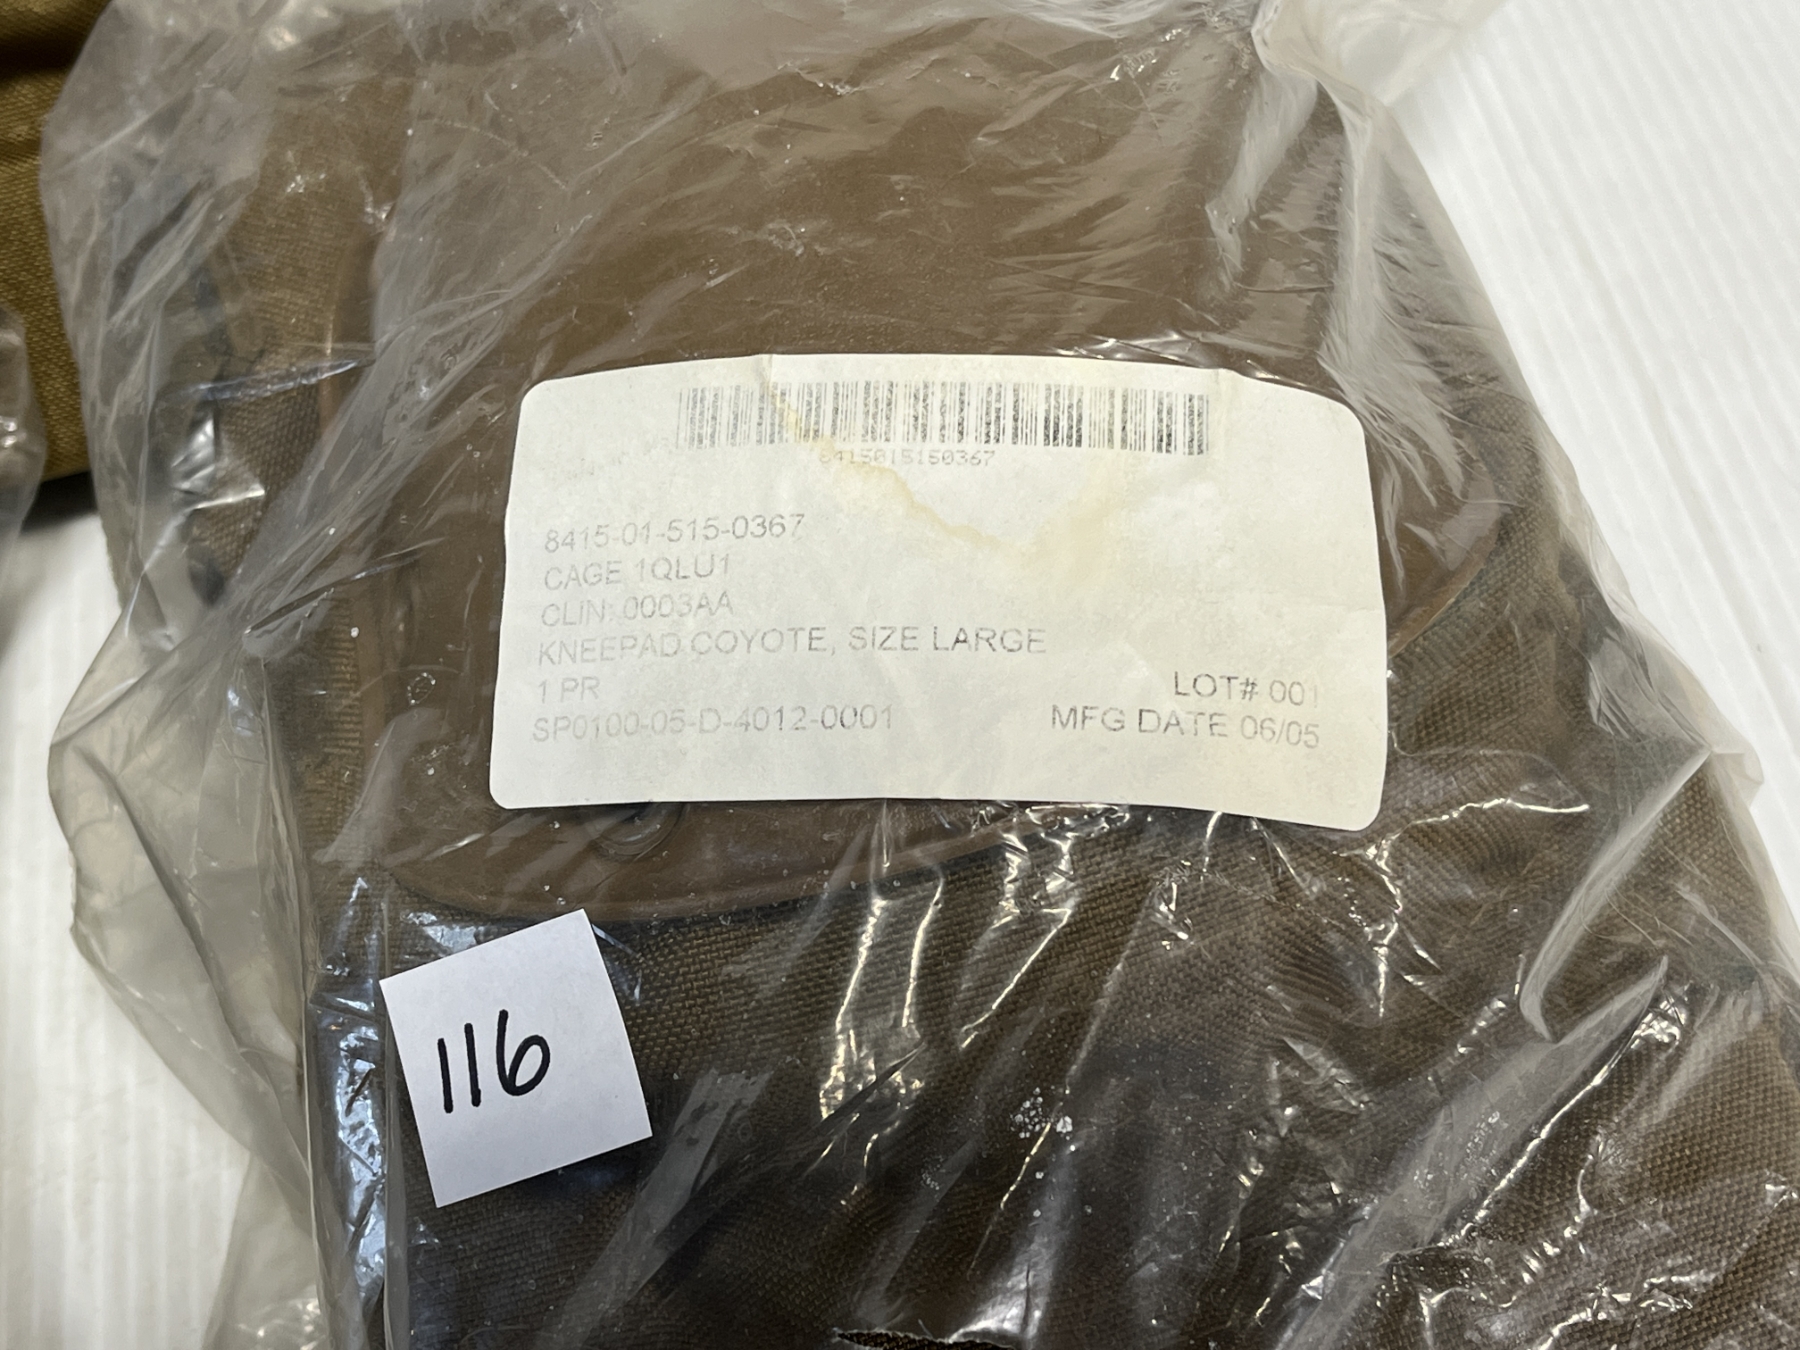 8415015150367
8415-01-515-0367
CAGE 1QLU1
CLIN: 0003AA
KNEEPAD COYOTE, SIZE LARGE
1 PR
LOT# 001
SP0100-05-D-4012-0001
MFG DATE 06/05
116